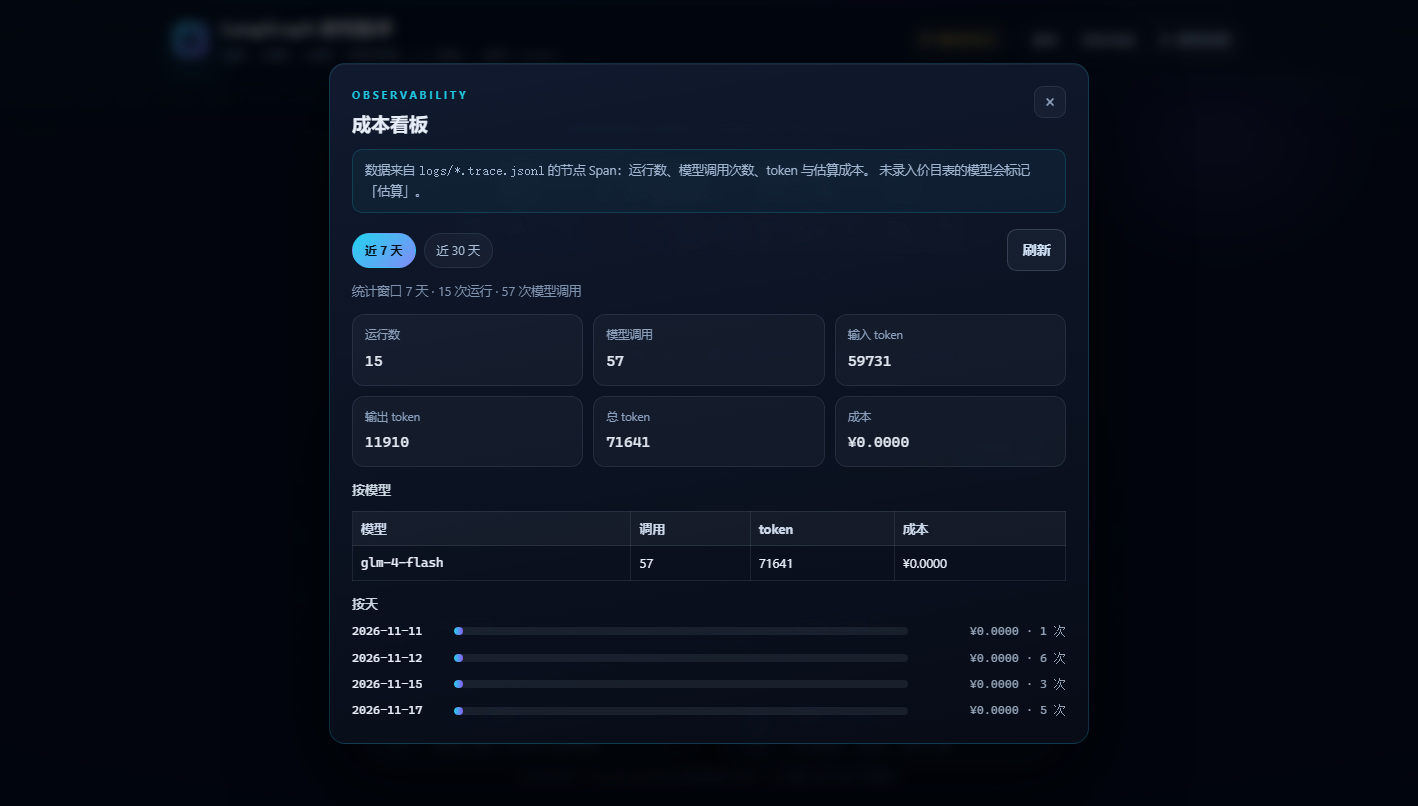 OBSERVABILITY
×
成本看板
数据来自 logs/*.trace.jsonl 的节点 Span：运行数、模型调用次数、token 与估算成本。 未录入价目表的模型会标记
「估算」。
近 7 天 近 30 天 刷新
统计窗口 7 天 · 15 次运行 · 57 次模型调用
运行数 模型调用 输入 token
15 57 59731
输出 token 总 token 成本
11910 71641 ¥0.0000
按模型
模型 调用 token 成本
glm-4-flash 57 71641 ¥0.0000
按天
2026-11-11 ¥0.0000 · 1 次
2026-11-12 ¥0.0000 · 6 次
2026-11-15 ¥0.0000 · 3 次
2026-11-17 ¥0.0000 · 5 次